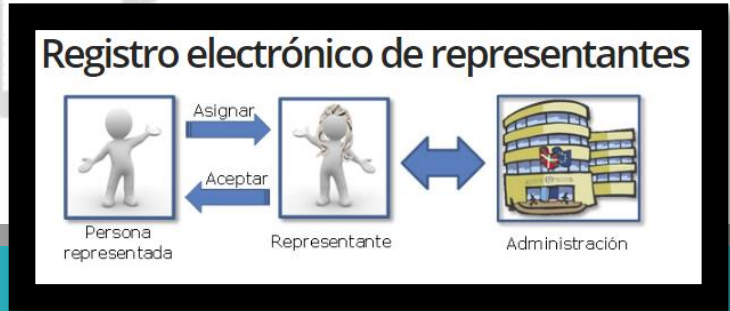 Registro electrónico de representantes
Asignar
Aceptar
Persona
representada
Representante
Administración